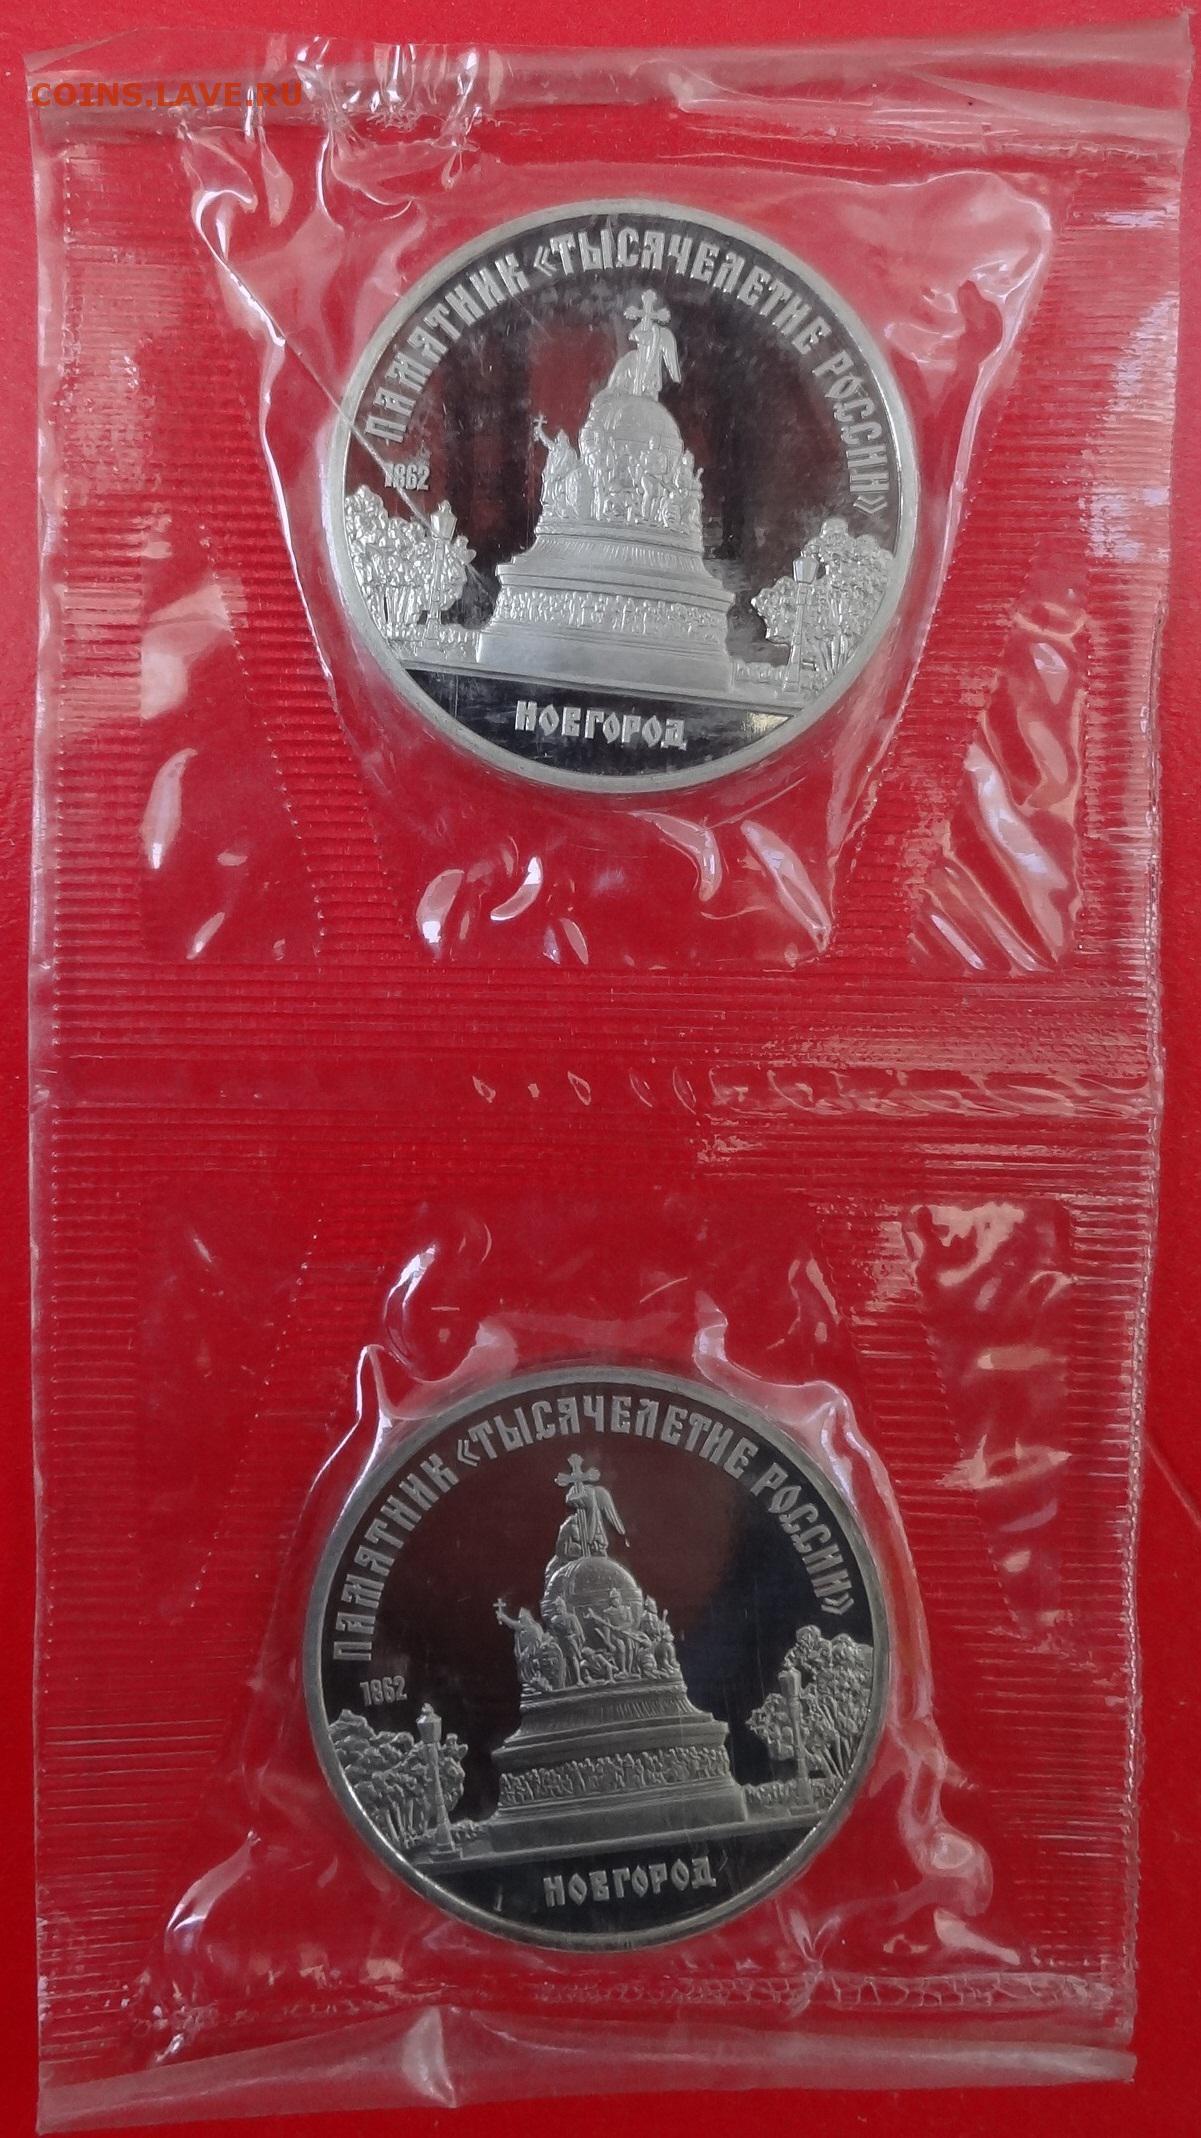 COINS.LAVE.RU
ПАМЯТНИК «ТЫСЯЧЕЛЕТИЕ РОССИИ»
1862
НОВГОРОД
ПАМЯТНИК «ТЫСЯЧЕЛЕТИЕ РОССИИ»
1862
НОВГОРОД